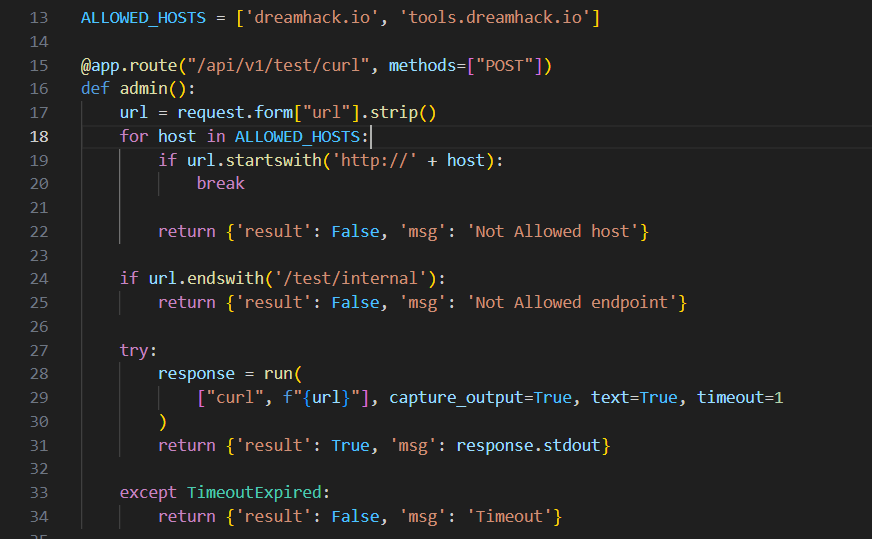 13 ALLOWED_HOSTS = ['dreamhack.io', 'tools.dreamhack.io']
14
15 @app.route("/api/v1/test/curl", methods=["POST"])
16 def admin():
17     url = request.form["url"].strip()
18     for host in ALLOWED_HOSTS:
19         if url.startswith('http://' + host):
20             break
21
22         return {'result': False, 'msg': 'Not Allowed host'}
23
24     if url.endswith('/test/internal'):
25         return {'result': False, 'msg': 'Not Allowed endpoint'}
26
27     try:
28         response = run(
29             ["curl", f"{url}"], capture_output=True, text=True, timeout=1
30         )
31         return {'result': True, 'msg': response.stdout}
32
33     except TimeoutExpired:
34         return {'result': False, 'msg': 'Timeout'}